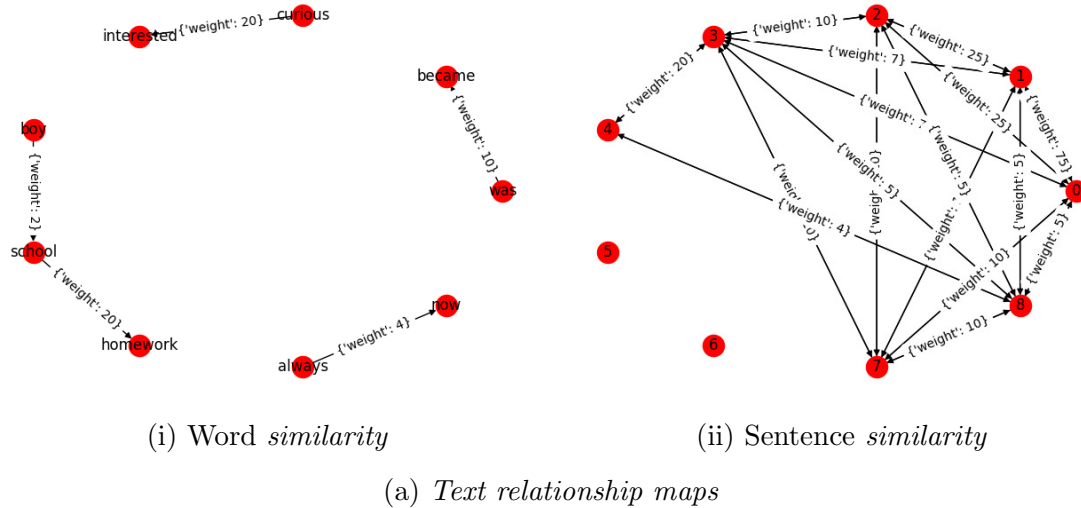 curious
{'weight': 20}
interested
became
{'weight': 10}
was
boy
{'weight': 2}
school
{'weight': 20}
homework
now
{'weight': 4}
always
2
{'weight': 10}
3
{'weight': 25}
{'weight': 7}
1
{'weight': 20}
{'weight': 25}
{'weight': 7
4
{'weight': 75}
{'weight': 5}
{'weight': 5}
{'weight': 5}
0
{'weight': 4}
{'weight': 5}
5
{'weight': 10}
8
{'weight': 10}
6
7
(i) Word similarity
(ii) Sentence similarity
(a) Text relationship maps